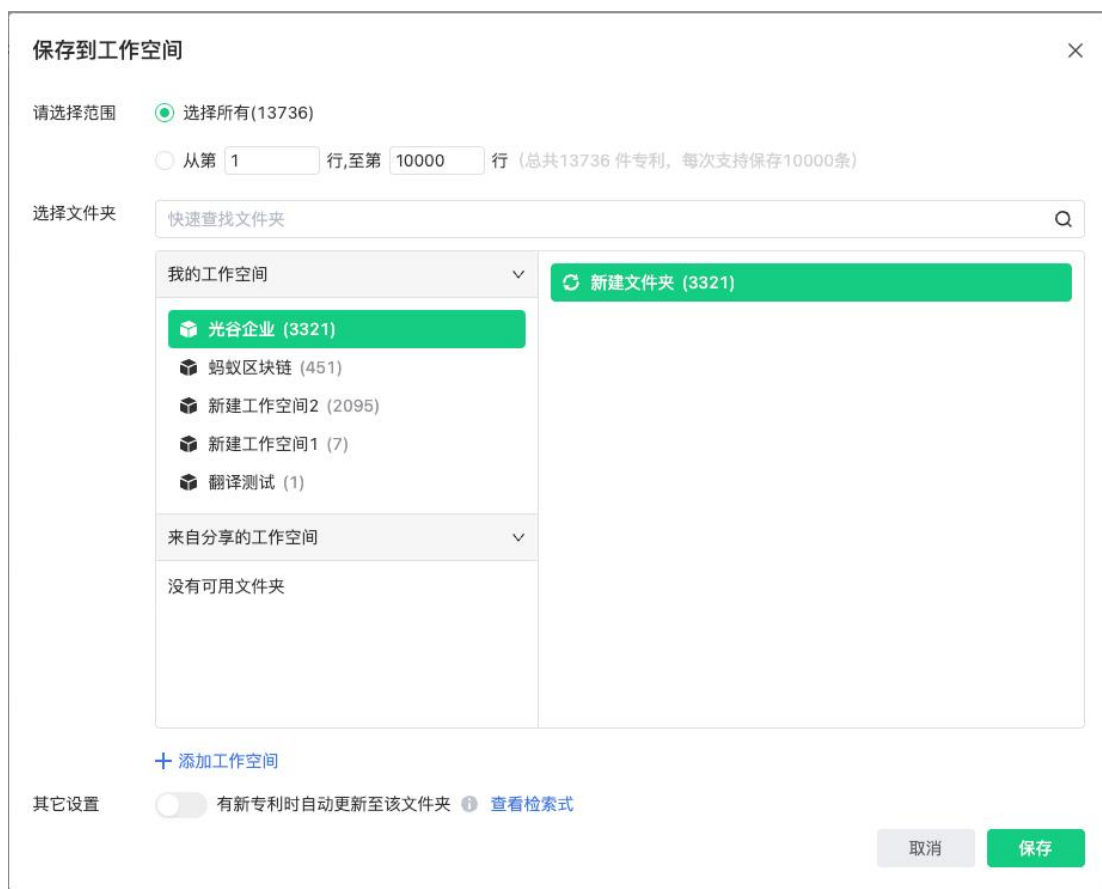 保存到工作空间
请选择范围 选择所有(13736)
从第 1 行,至第 10000 行 (总共13736 件专利，每次支持保存10000条)
选择文件夹 快速查找文件夹
我的工作空间 新建文件夹 (3321)
光谷企业 (3321)
蚂蚁区块链 (451)
新建工作空间2 (2095)
新建工作空间1 (7)
翻译测试 (1)
来自分享的工作空间
没有可用文件夹
添加工作空间
其它设置 有新专利时自动更新至该文件夹 查看检索式
取消 保存